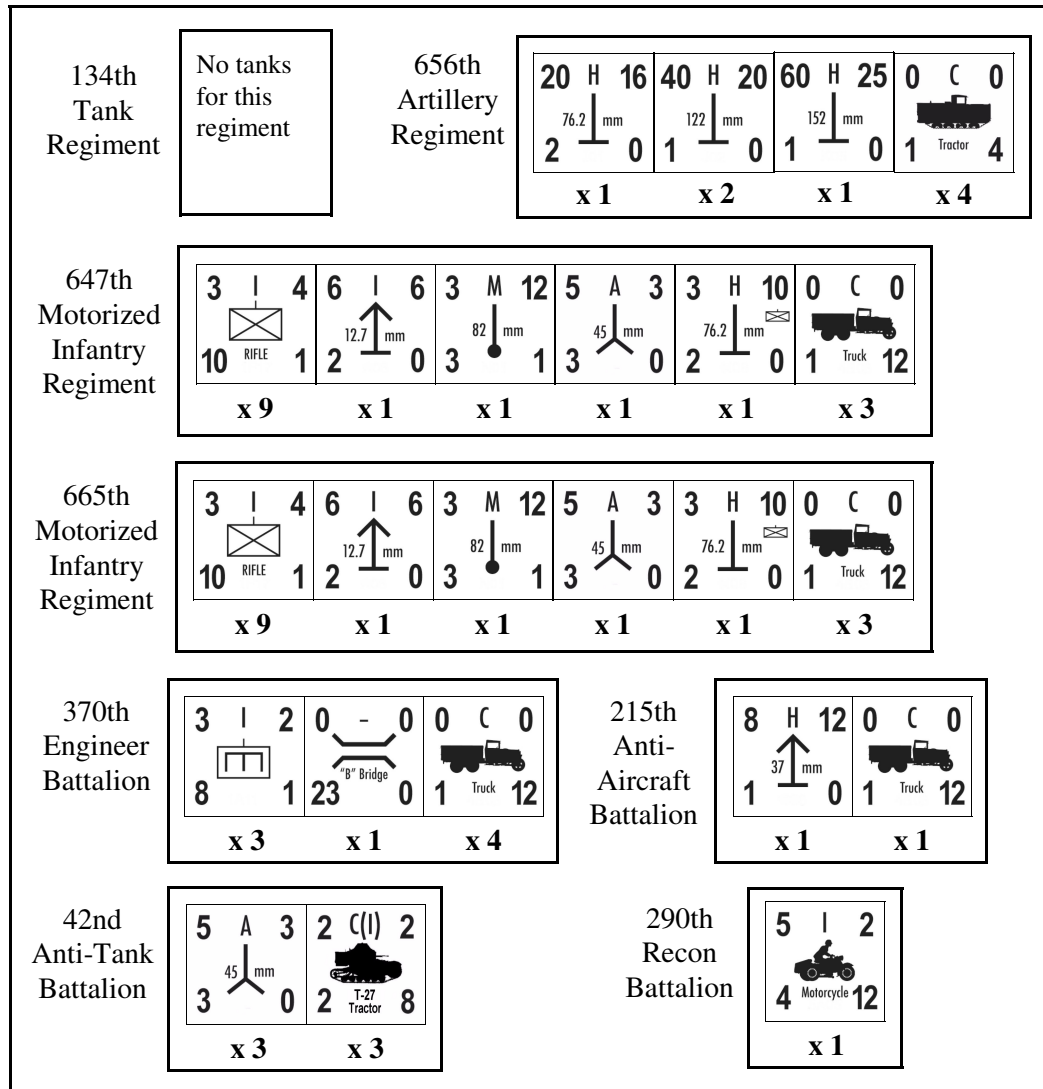 134th
Tank
Regiment
No tanks
for this
regiment
656th
Artillery
Regiment
20 H 16
76.2 mm
2 0
x 1
40 H 20
122 mm
1 0
x 2
60 H 25
152 mm
1 0
x 1
0 C 0
Tractor
1 4
x 4
647th
Motorized
Infantry
Regiment
3 I 4
RIFLE
10 1
x 9
6 I 6
12.7 mm
2 0
x 1
3 M 12
82 mm
3 1
x 1
5 A 3
45 mm
3 0
x 1
3 H 10
76.2 mm
2 0
x 1
0 C 0
Truck
1 12
x 3
665th
Motorized
Infantry
Regiment
3 I 4
RIFLE
10 1
x 9
6 I 6
12.7 mm
2 0
x 1
3 M 12
82 mm
3 1
x 1
5 A 3
45 mm
3 0
x 1
3 H 10
76.2 mm
2 0
x 1
0 C 0
Truck
1 12
x 3
370th
Engineer
Battalion
3 I 2
8 1
x 3
0 - 0
"B" Bridge
23 0
x 1
0 C 0
Truck
1 12
x 4
215th
Anti-
Aircraft
Battalion
8 H 12
37 mm
1 0
x 1
0 C 0
Truck
1 12
x 1
42nd
Anti-Tank
Battalion
5 A 3
45 mm
3 0
x 3
2 C(I) 2
T-27
Tractor
2 8
x 3
290th
Recon
Battalion
5 I 2
Motorcycle
4 12
x 1